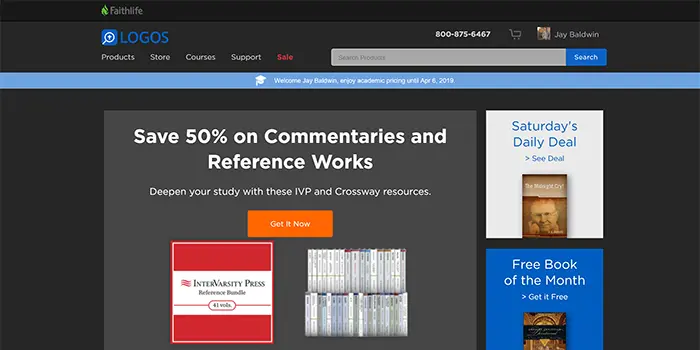 Faithlife
LOGOS
800-875-6467
Jay Baldwin
Products Store Courses Support Sale
Search Products
Search
Welcome Jay Baldwin, enjoy academic pricing until Apr 6, 2019.
Save 50% on Commentaries and
Reference Works
Deepen your study with these IVP and Crossway resources.
Get It Now
INTERVARSITY PRESS
Reference Bundle
41 vols.
Saturday's
Daily Deal
> See Deal
The Midnight Cry!
Free Book
of the Month
> Get it Free